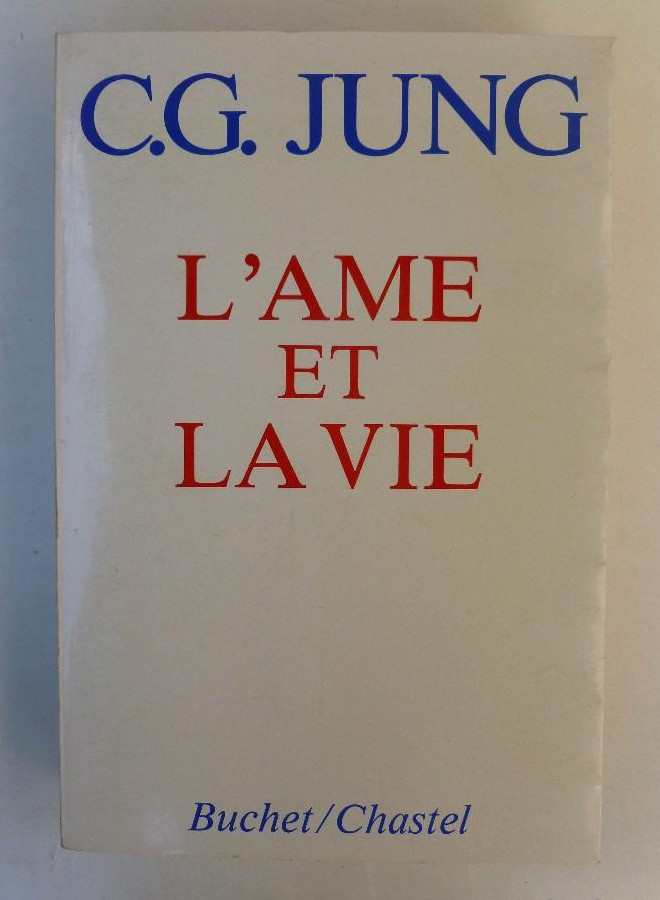 C.G. JUNG
L'AME
ET
LA VIE
Buchet/Chastel